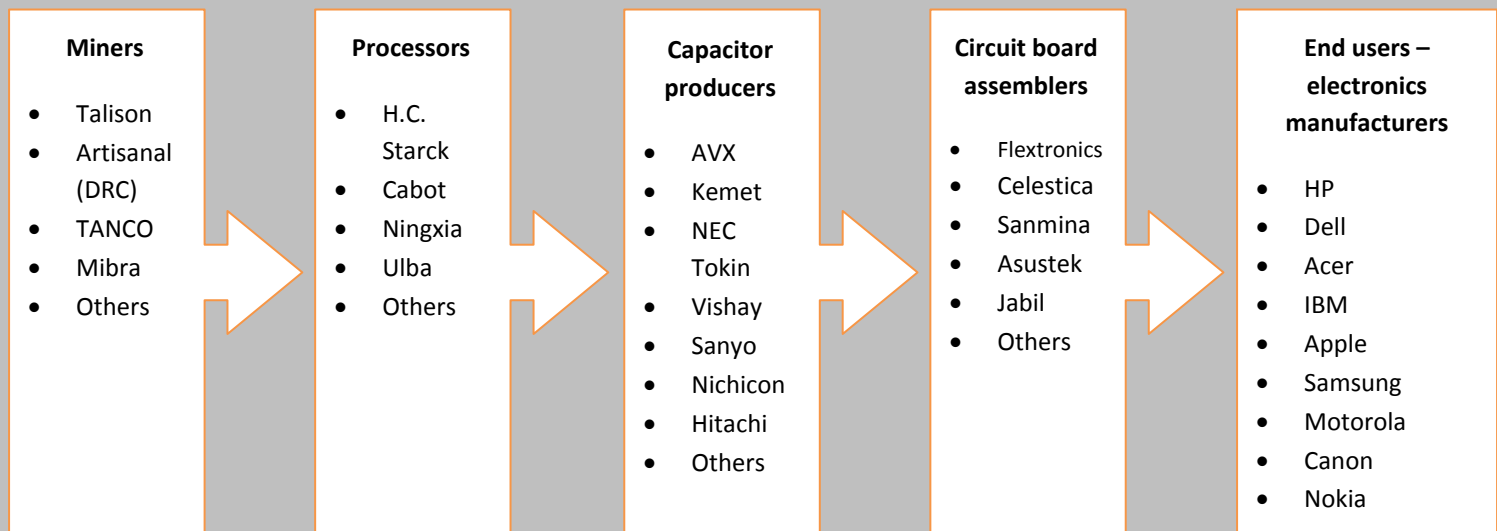 Miners
• Talison
• Artisanal
(DRC)
• TANCO
• Mibra
• Others
Processors
• H.C.
Starck
• Cabot
• Ningxia
• Ulba
• Others
Capacitor
producers
• AVX
• Kemet
• NEC
Tokin
• Vishay
• Sanyo
• Nichicon
• Hitachi
• Others
Circuit board
assemblers
• Flextronics
• Celestica
• Sanmina
• Asustek
• Jabil
• Others
End users –
electronics
manufacturers
• HP
• Dell
• Acer
• IBM
• Apple
• Samsung
• Motorola
• Canon
• Nokia